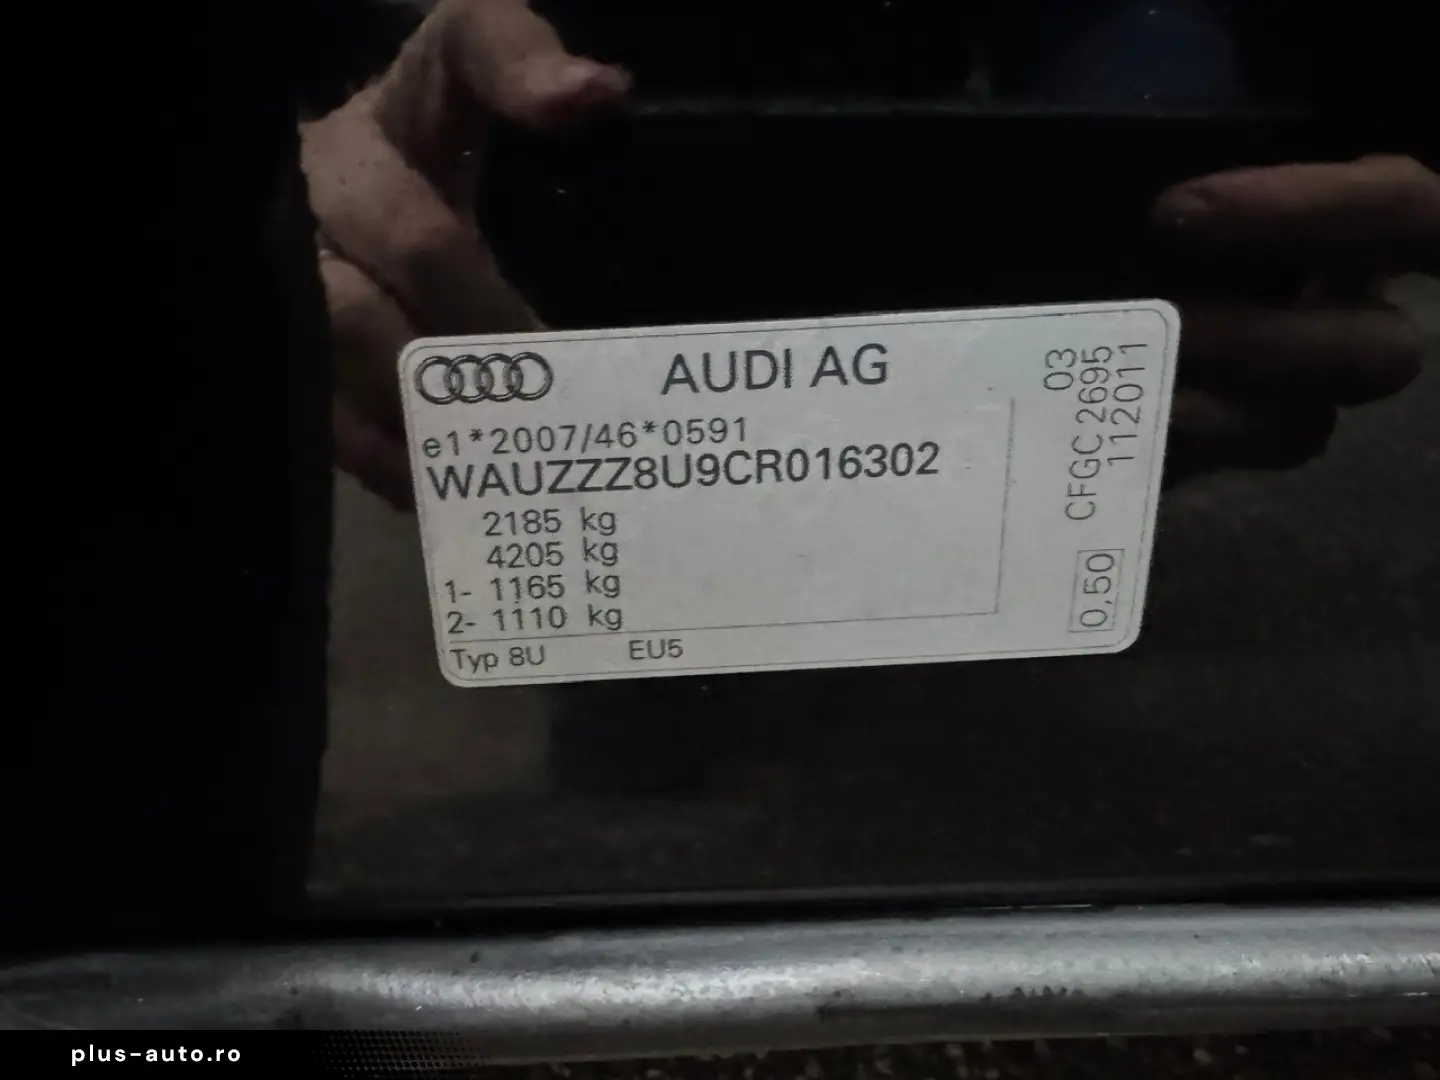 AUDI AG
e1*2007/46*0591
WAUZZZ8U9CR016302
2185 kg
4205 kg
1- 1165 kg
2- 1110 kg
Typ 8U EU5
03
CFGC 2695
112011
0,50
plus-auto.ro